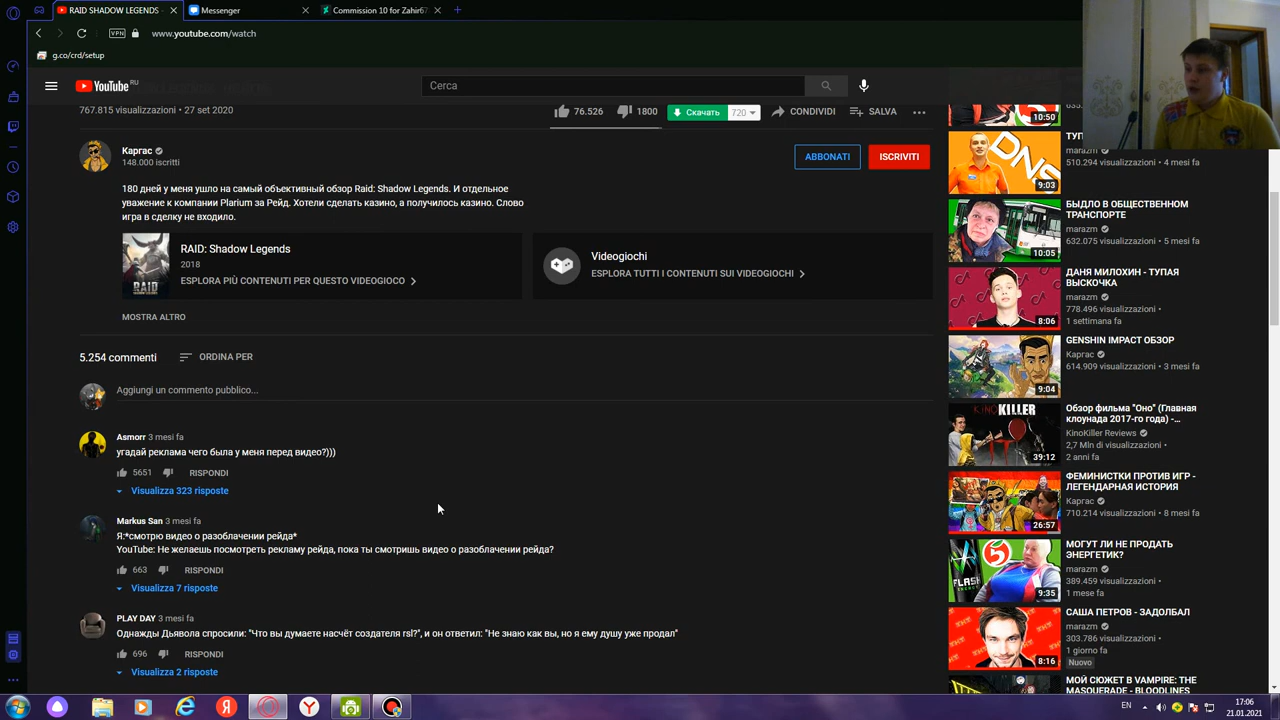 RAID SHADOW LEGENDS -
Messenger
Commission 10 for Zahir67
VPN
www.youtube.com/watch
g.co/crd/setup
YouTube RU
Cerca
767.815 visualizzazioni • 27 set 2020
76.526
1800
Скачать
720
CONDIVIDI
SALVA
Каргас
148.000 iscritti
ABBONATI
ISCRIVITI
180 дней у меня ушло на самый объективный обзор Raid: Shadow Legends. И отдельное
уважение к компании Plarium за Рейд. Хотели сделать казино, а получилось казино. Слово
игра в сделку не входило.
RAID
RAID: Shadow Legends
2018
ESPLORA PIÙ CONTENUTI PER QUESTO VIDEOGIOCO
Videogiochi
ESPLORA TUTTI I CONTENUTI SUI VIDEOGIOCHI
MOSTRA ALTRO
5.254 commenti
ORDINA PER
Aggiungi un commento pubblico...
Asmorr 3 mesi fa
угадай реклама чего была у меня перед видео?)))
5651
RISPONDI
Visualizza 323 risposte
Markus San 3 mesi fa
Я:*смотрю видео о разоблачении рейда*
YouTube: Не желаешь посмотреть рекламу рейда, пока ты смотришь видео о разоблачении рейда?
663
RISPONDI
Visualizza 7 risposte
PLAY DAY 3 mesi fa
Однажды Дьявола спросили: "Что вы думаете насчёт создателя rsl?", и он ответил: "Не знаю как вы, но я ему душу уже продал"
696
RISPONDI
Visualizza 2 risposte
10:50
DNS
9:03
marazm
510.294 visualizzazioni • 4 mesi fa
10:05
БЫДЛО В ОБЩЕСТВЕННОМ
ТРАНСПОРТЕ
marazm
632.075 visualizzazioni • 5 mesi fa
8:06
ДАНЯ МИЛОХИН - ТУПАЯ
ВЫСКОЧКА
marazm
778.496 visualizzazioni •
1 settimana fa
9:04
GENSHIN IMPACT ОБЗОР
Каргас
614.909 visualizzazioni • 3 mesi fa
KINOKILLER
39:12
Обзор фильма "Оно" (Главная
клоунада 2017-го года) -...
KinoKiller Reviews
2,7 Mln di visualizzazioni •
2 anni fa
26:57
ФЕМИНИСТКИ ПРОТИВ ИГР -
ЛЕГЕНДАРНАЯ ИСТОРИЯ
Каргас
710.214 visualizzazioni • 8 mesi fa
FLASH
9:35
МОГУТ ЛИ НЕ ПРОДАТЬ
ЭНЕРГЕТИК?
marazm
389.459 visualizzazioni •
1 mese fa
8:16
САША ПЕТРОВ - ЗАДОЛБАЛ
marazm
303.786 visualizzazioni •
1 giorno fa
Nuovo
МОЙ СЮЖЕТ В VAMPIRE: THE
MASQUERADE - BLOODLINES
EN
17:06
21.01.2021